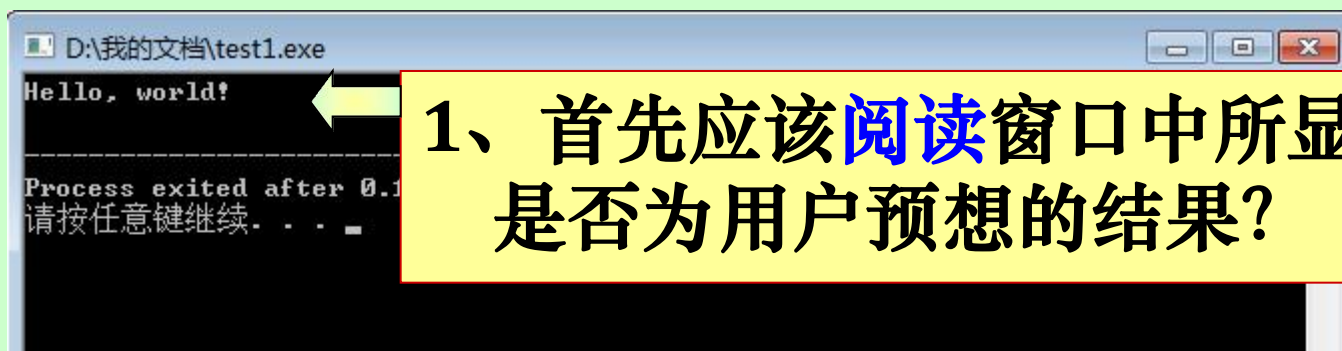 D:\我的文档\test1.exe
Hello, world!
--------------------------------
Process exited after 0.1
请按任意键继续. . .
1、首先应该阅读窗口中所显
是否为用户预想的结果?